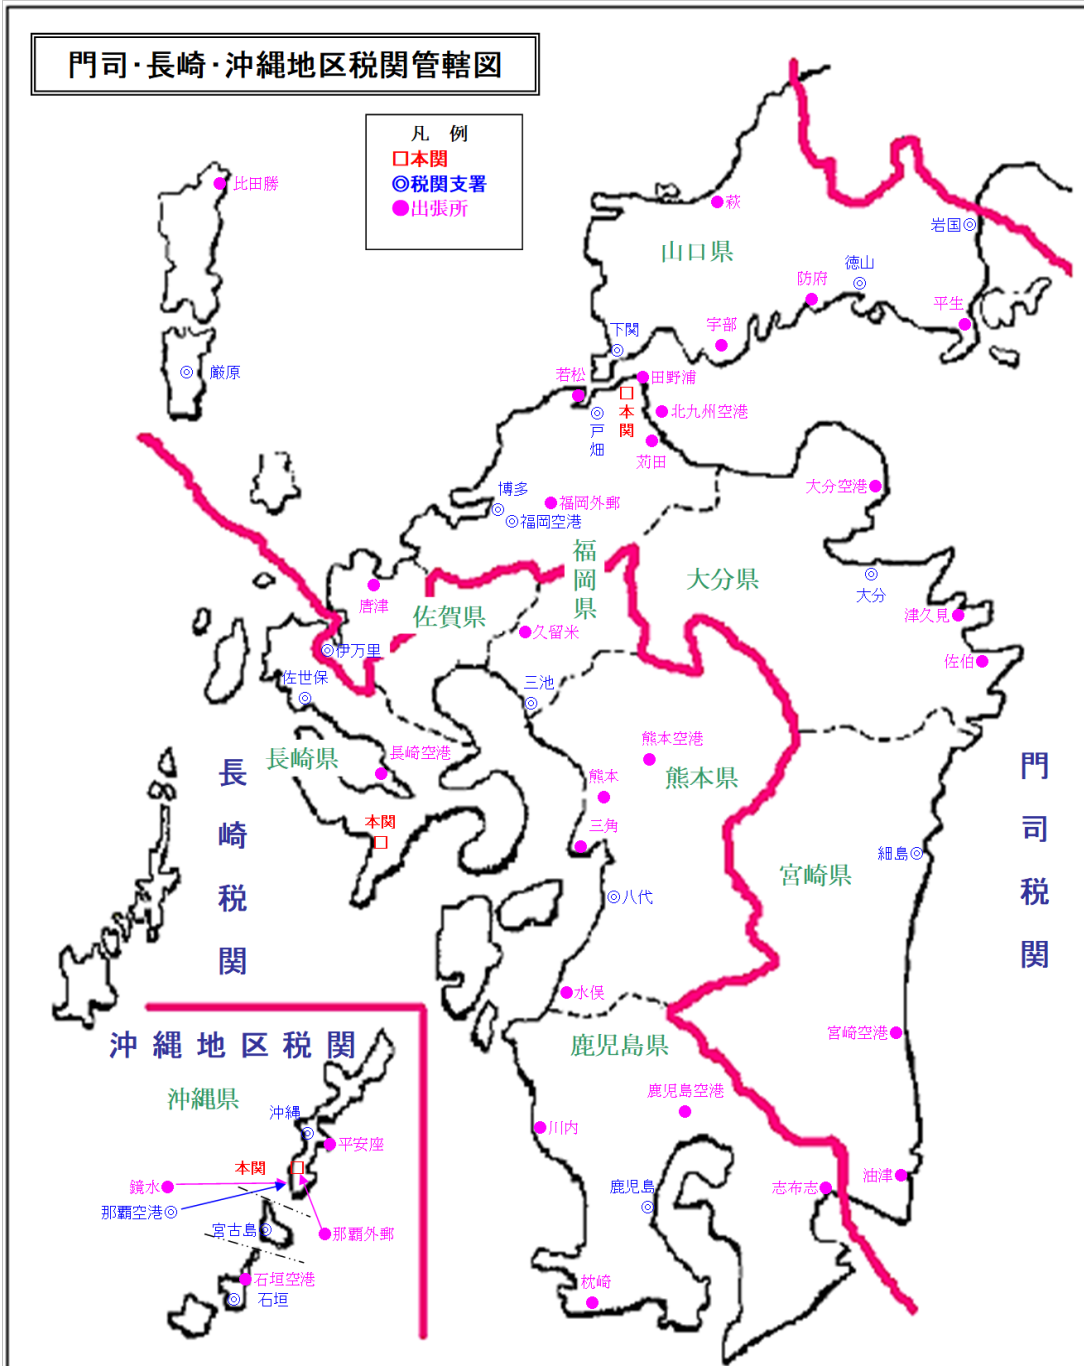 門司・長崎・沖縄地区税関管轄図
凡　例
□本関
◎税関支署
●出張所
比田勝
厳原
萩
山口県
岩国
徳山
防府
平生
宇部
下関
若松
田野浦
本関
戸畑
北九州空港
苅田
大分空港
博多
福岡外郵
福岡空港
福岡県
大分県
大分
津久見
佐伯
唐津
佐賀県
久留米
伊万里
佐世保
三池
長崎県
長崎空港
本関
長崎税関
熊本空港
熊本県
熊本
三角
八代
水俣
門司税関
細島
宮崎県
宮崎空港
油津
鹿児島県
鹿児島空港
川内
鹿児島
志布志
枕崎
沖縄地区税関
沖縄県
沖縄
平安座
本関
鏡水
那覇空港
那覇外郵
宮古島
石垣空港
石垣